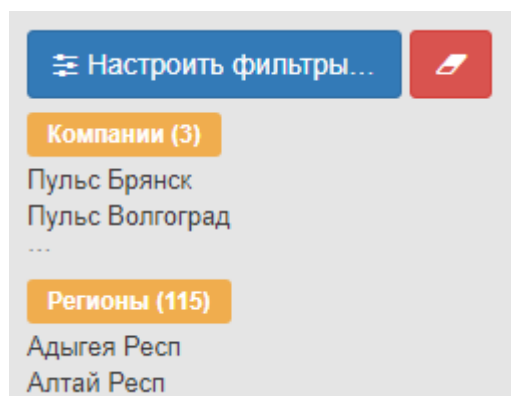 Настроить фильтры...
Компании (3)
Пульс Брянск
Пульс Волгоград
...
Регионы (115)
Адыгея Респ
Алтай Респ